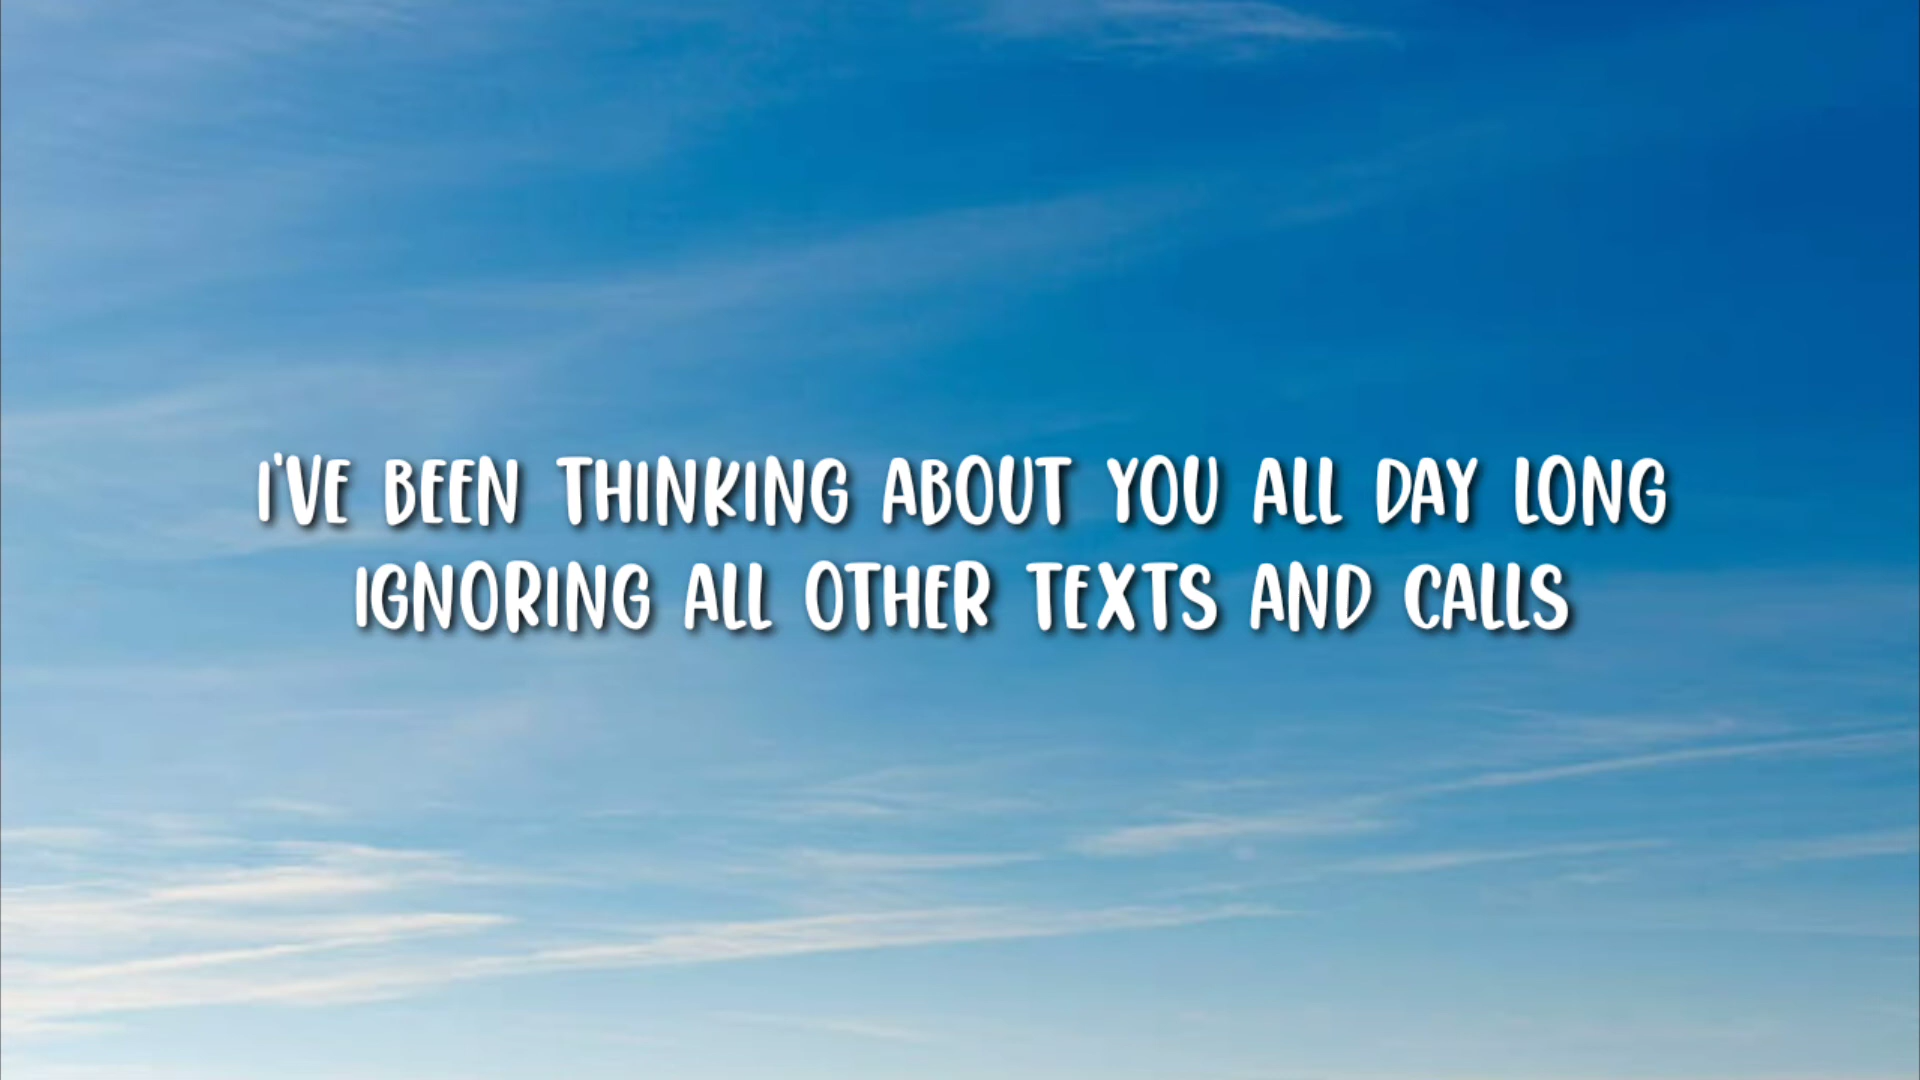 I'VE BEEN THINKING ABOUT YOU ALL DAY LONG
IGNORING ALL OTHER TEXTS AND CALLS